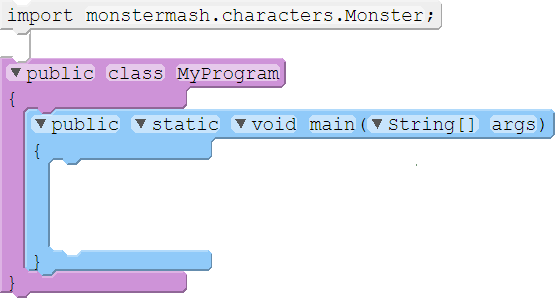 import monstermash.characters.Monster;
public class MyProgram
{
public static void main(String[] args)
{
}
}